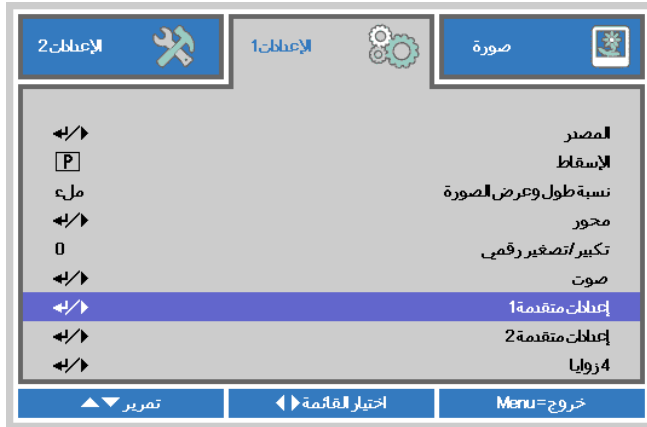 صورة
الإعدادات 1
الإعدادات 2
المصدر
الإسقاط P
نسبة طول وعرض الصورة ملء
محور
تكبير/تصغير رقمي 0
صوت
إعدادات متقدمة 1
إعدادات متقدمة 2
4 زوايا
خروج=Menu
اختيار القائمة
تمرير